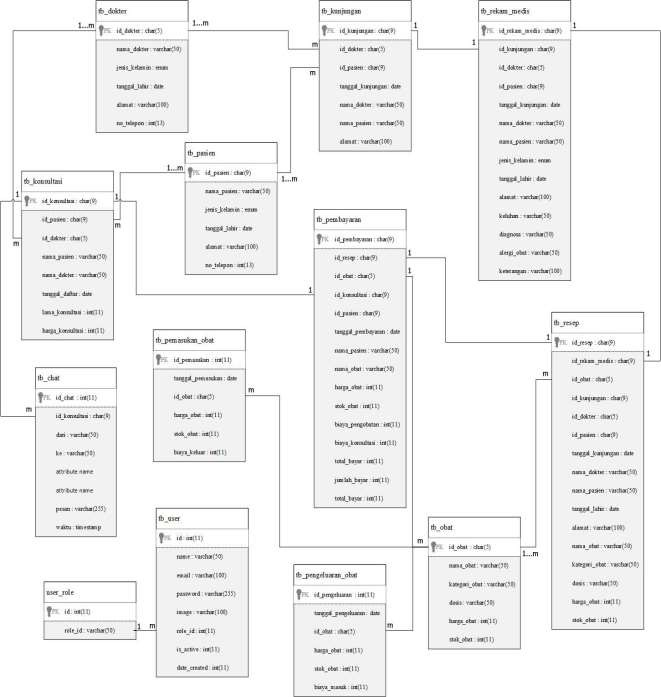 tb_dokter
PK
id_dokter : char(5)
nama_dokter : varchar(50)
jenis_kelamin : enum
tanggal_lahir : date
alamat : varchar(100)
no_telepon : int(13)
1...m
1...m
tb_kunjungan
PK
id_kunjungan : char(9)
id_dokter : char(5)
id_pasien : char(9)
tanggal_kunjungan : date
nama_dokter : varchar(50)
nama_pasien : varchar(50)
alamat : varchar(100)
m
m
1
1
tb_rekam_medis
PK
id_rekam_medis : char(9)
id_kunjungan : char(9)
id_dokter : char(5)
id_pasien : char(9)
tanggal_kunjungan : date
nama_dokter : varchar(50)
nama_pasien : varchar(50)
jenis_kelamin : enum
tanggal_lahir : date
alamat : varchar(100)
keluhan : varchar(50)
diagnosa : varchar(50)
alergi_obat : varchar(50)
keterangan : varchar(100)
1
tb_pasien
PK
id_pasien : char(9)
nama_pasien : varchar(50)
jenis_kelamin : enum
tanggal_lahir : date
alamat : varchar(100)
no_telepon : int(13)
1...m
1...m
tb_konsultasi
PK
id_konsultasi : char(9)
id_pasien : char(9)
id_dokter : char(5)
nama_pasien : varchar(50)
nama_dokter : varchar(50)
tanggal_daftar : date
lama_konsultasi : int(11)
harga_konsultasi : int(11)
1
1
m
m
tb_pembayaran
PK
id_pembayaran : char(9)
id_resep : char(9)
id_obat : char(5)
id_konsultasi : char(9)
id_pasien : char(9)
tanggal_pembayaran : date
nama_pasien : varchar(50)
nama_obat : varchar(50)
harga_obat : int(11)
stok_obat : int(11)
biaya_pengobatan : int(11)
biaya_konsultasi : int(11)
total_bayar : int(11)
jumlah_bayar : int(11)
total_bayar : int(11)
1
1
1
tb_pemasukan_obat
PK
id_pemasukan : int(11)
tanggal_pemasukan : date
id_obat : char(5)
harga_obat : int(11)
stok_obat : int(11)
biaya_keluar : int(11)
m
tb_resep
PK
id_resep : char(9)
id_rekam_medis : char(9)
id_obat : char(5)
id_kunjungan : char(9)
id_dokter : char(5)
id_pasien : char(9)
tanggal_kunjungan : date
nama_dokter : varchar(50)
nama_pasien : varchar(50)
tanggal_lahir : date
alamat : varchar(100)
nama_obat : varchar(50)
kategori_obat : varchar(50)
dosis : varchar(50)
harga_obat : int(11)
stok_obat : int(11)
1
1
m
tb_chat
PK
id_chat : int(11)
id_konsultasi : char(9)
dari : varchar(50)
ke : varchar(50)
attribute name
attribute name
pesan : varchar(255)
waktu : timestamp
m
tb_user
PK
id : int(11)
name : varchar(50)
email : varchar(100)
password : varchar(255)
image : varchar(100)
role_id : int(11)
is_active : int(11)
date_created : int(11)
m
user_role
PK
id : int(11)
role_id : varchar(50)
1
tb_pengeluaran_obat
PK
id_pengeluaran : int(11)
tanggal_pengeluaran : date
id_obat : char(5)
harga_obat : int(11)
stok_obat : int(11)
biaya_masuk : int(11)
m
tb_obat
PK
id_obat : char(5)
nama_obat : varchar(50)
kategori_obat : varchar(50)
dosis : varchar(50)
harga_obat : int(11)
stok_obat : int(11)
m
1...m